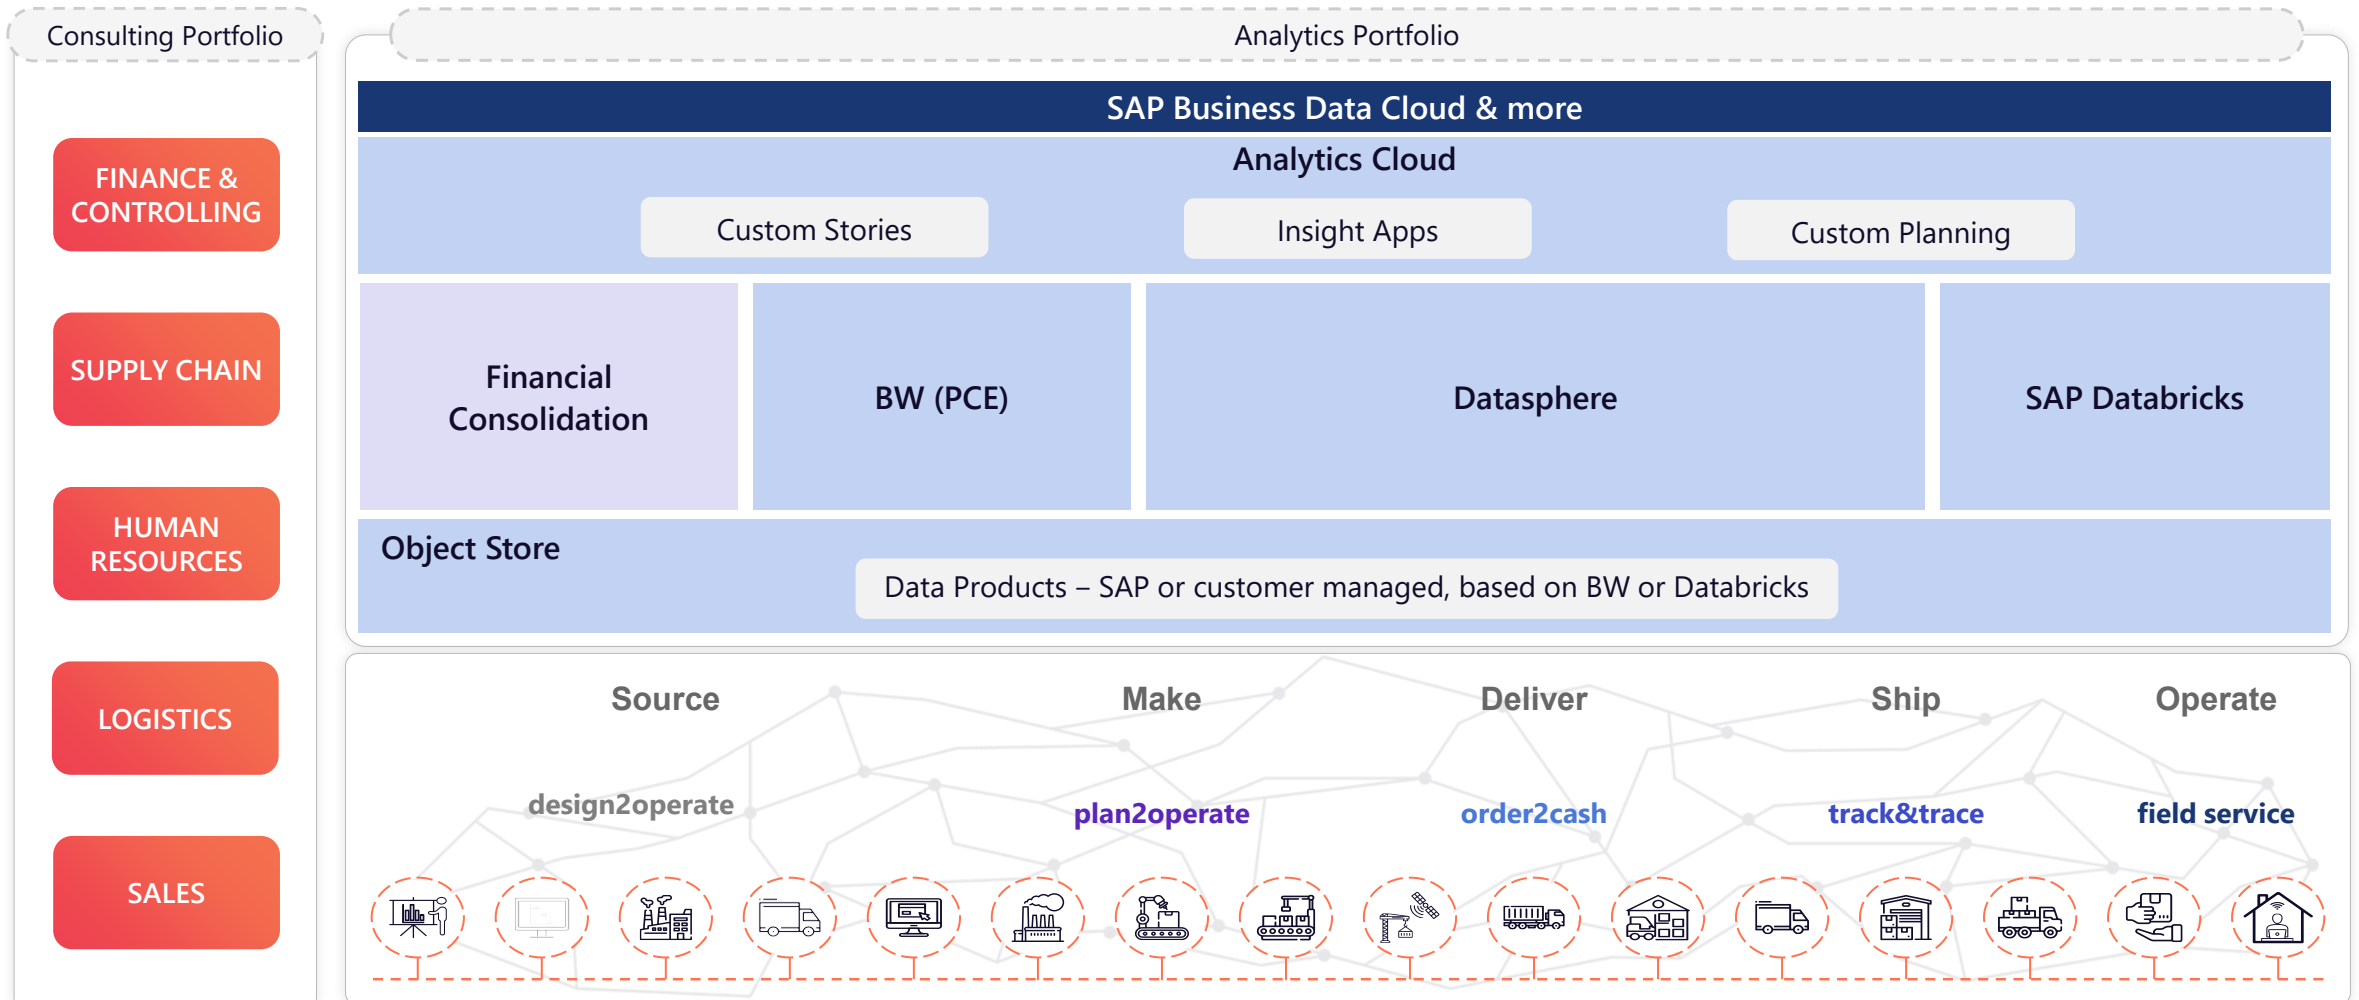 Consulting Portfolio
FINANCE &
CONTROLLING
SUPPLY CHAIN
HUMAN
RESOURCES
LOGISTICS
SALES
Analytics Portfolio
SAP Business Data Cloud & more
Analytics Cloud
Custom Stories
Insight Apps
Custom Planning
Financial
Consolidation
BW (PCE)
Datasphere
SAP Databricks
Object Store
Data Products – SAP or customer managed, based on BW or Databricks
Source
Make
Deliver
Ship
Operate
design2operate
plan2operate
order2cash
track&trace
field service